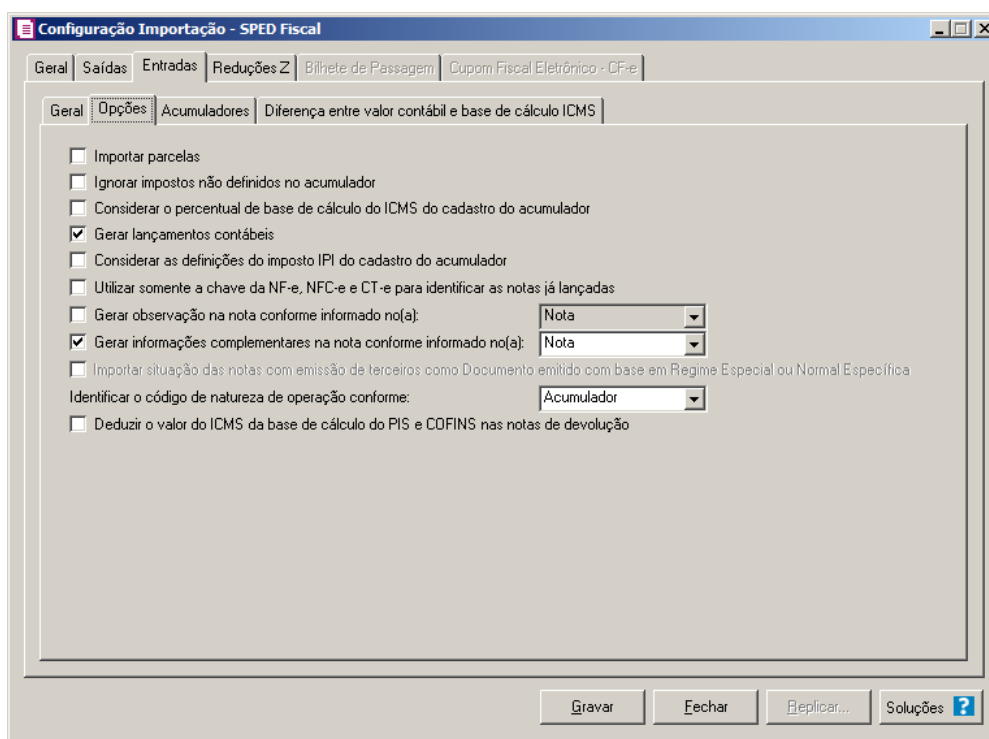 Configuração Importação - SPED Fiscal
Geral Saídas Entradas Reduções Z Bilhete de Passagem Cupom Fiscal Eletrônico - CF-e
Geral Opções Acumuladores Diferença entre valor contábil e base de cálculo ICMS
Importar parcelas
Ignorar impostos não definidos no acumulador
Considerar o percentual de base de cálculo do ICMS do cadastro do acumulador
Gerar lançamentos contábeis
Considerar as definições do imposto IPI do cadastro do acumulador
Utilizar somente a chave da NF-e, NFC-e e CT-e para identificar as notas já lançadas
Gerar observação na nota conforme informado no(a): Nota
Gerar informações complementares na nota conforme informado no(a): Nota
Importar situação das notas com emissão de terceiros como Documento emitido com base em Regime Especial ou Normal Específica
Identificar o código de natureza de operação conforme: Acumulador
Deduzir o valor do ICMS da base de cálculo do PIS e COFINS nas notas de devolução
Gravar Fechar Replicar... Soluções ?